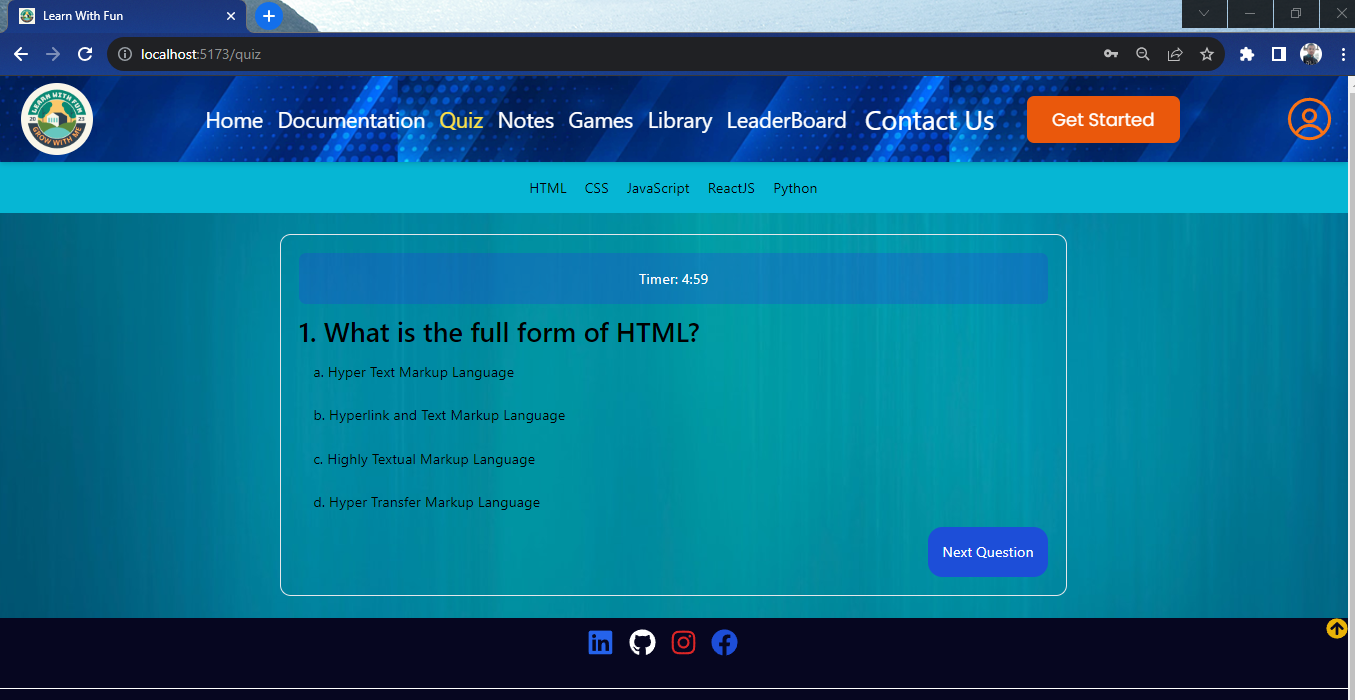 Learn With Fun
localhost:5173/quiz
LEARN WITH FUN
20 23
GROW WITH ME
Home Documentation Quiz Notes Games Library LeaderBoard Contact Us Get Started
HTML CSS JavaScript ReactJS Python
Timer: 4:59
1. What is the full form of HTML?
a. Hyper Text Markup Language
b. Hyperlink and Text Markup Language
c. Highly Textual Markup Language
d. Hyper Transfer Markup Language
Next Question
in